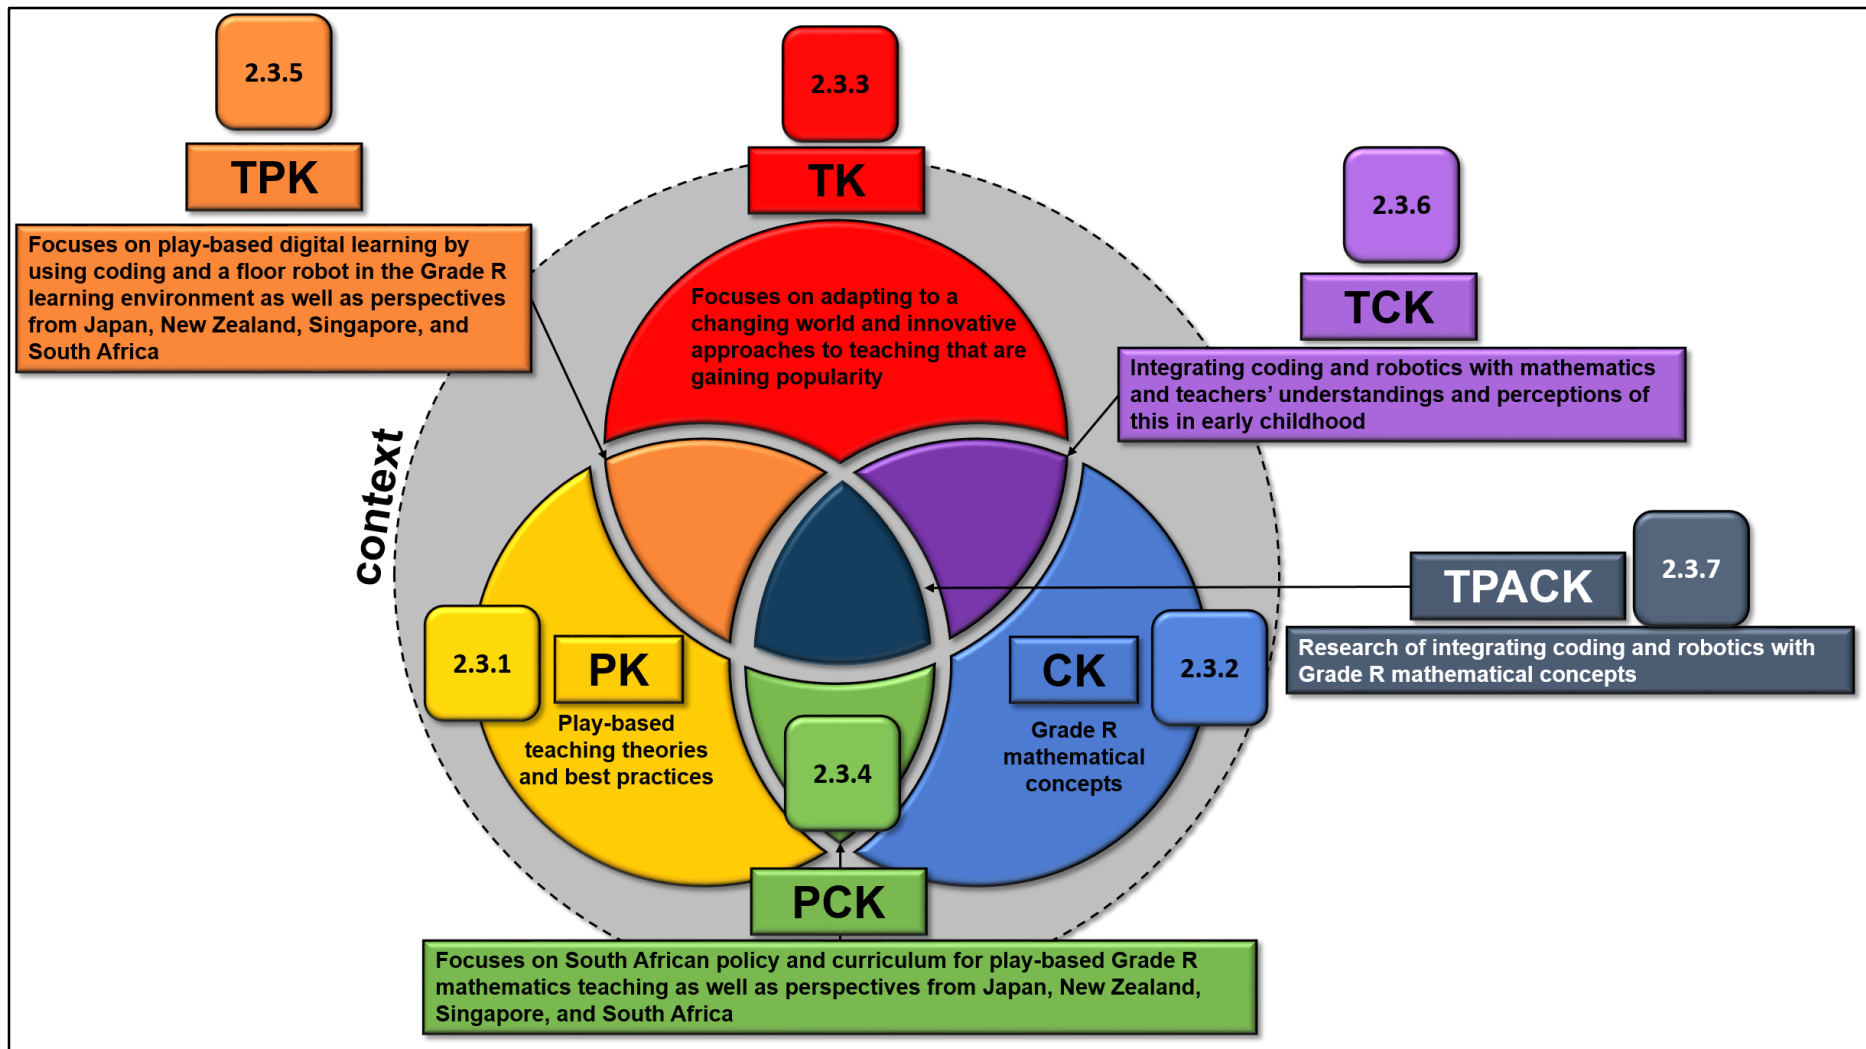 2.3.5
TPK
Focuses on play-based digital learning by
using coding and a floor robot in the Grade R
learning environment as well as perspectives
from Japan, New Zealand, Singapore, and
South Africa
2.3.3
TK
Focuses on adapting to a
changing world and innovative
approaches to teaching that are
gaining popularity
2.3.6
TCK
Integrating coding and robotics with mathematics
and teachers’ understandings and perceptions of
this in early childhood
context
TPACK
2.3.7
Research of integrating coding and robotics with
Grade R mathematical concepts
2.3.1
PK
Play-based
teaching theories
and best practices
CK
2.3.2
Grade R
mathematical
concepts
2.3.4
PCK
Focuses on South African policy and curriculum for play-based Grade R
mathematics teaching as well as perspectives from Japan, New Zealand,
Singapore, and South Africa